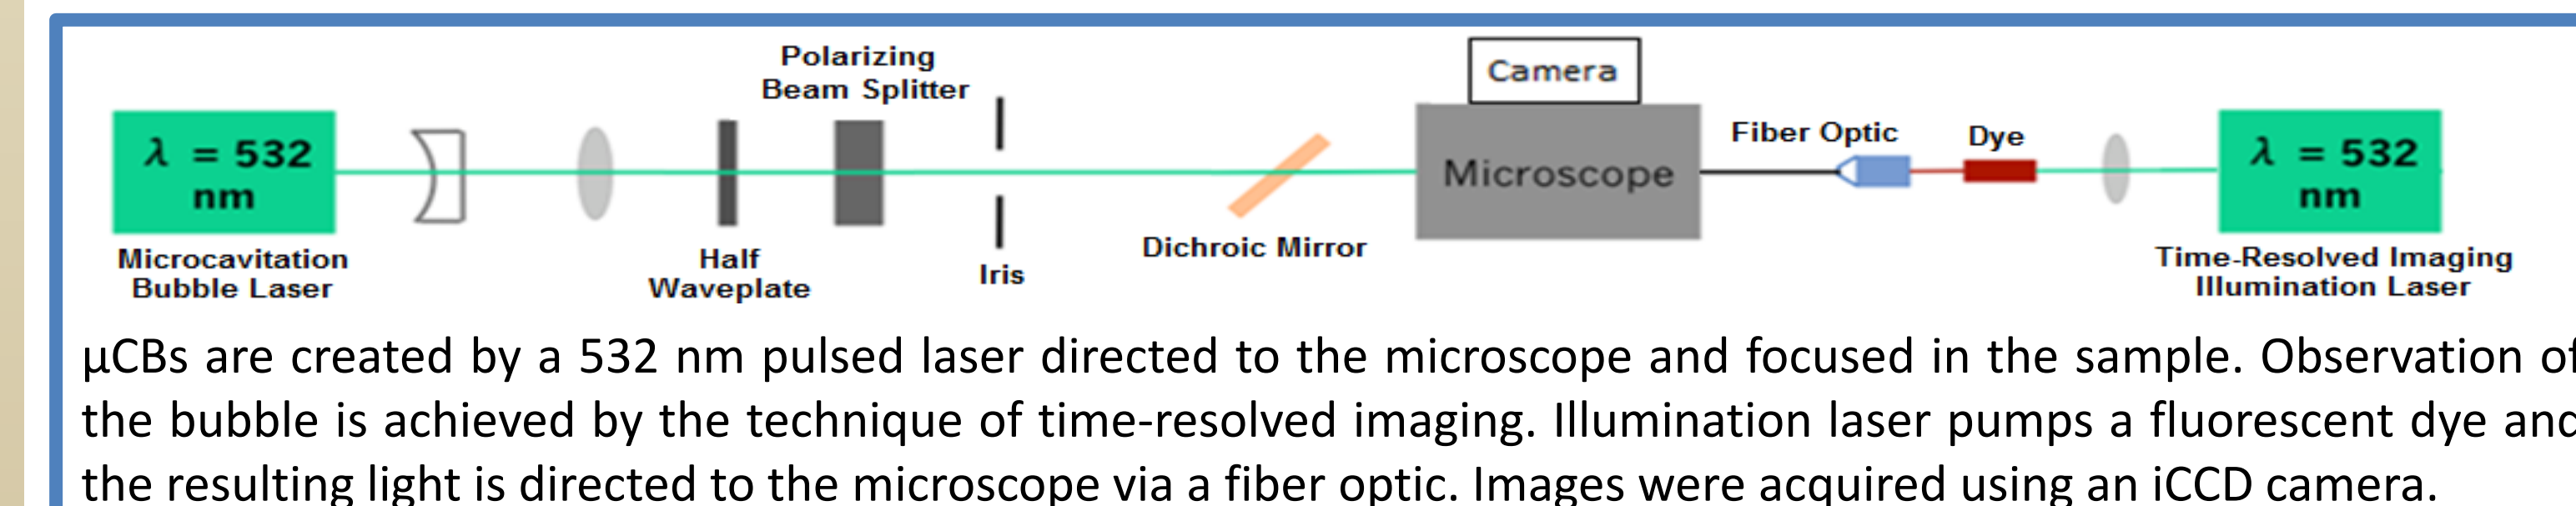 Polarizing
Beam Splitter
Camera
λ = 532
nm
Microscope
Fiber Optic
Dye
λ = 532
nm
Microcavitation
Bubble Laser
Half
Waveplate
Iris
Dichroic Mirror
Time-Resolved Imaging
Illumination Laser
µCBs are created by a 532 nm pulsed laser directed to the microscope and focused in the sample. Observation of
the bubble is achieved by the technique of time-resolved imaging. Illumination laser pumps a fluorescent dye and
the resulting light is directed to the microscope via a fiber optic. Images were acquired using an iCCD camera.